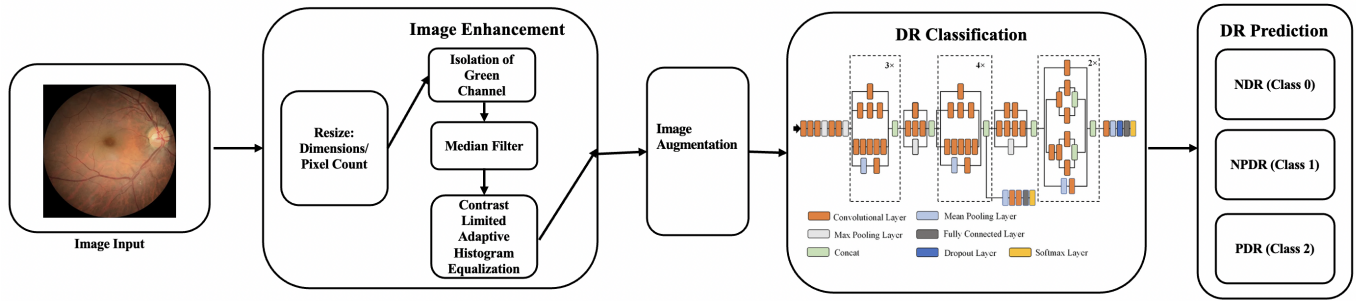 Image Input
Image Enhancement
Resize:
Dimensions/
Pixel Count
Isolation of
Green
Channel
Median Filter
Contrast
Limited
Adaptive
Histogram
Equalization
Image
Augmentation
DR Classification
3×
4×
2×
Convolutional Layer
Mean Pooling Layer
Max Pooling Layer
Fully Connected Layer
Concat
Dropout Layer
Softmax Layer
DR Prediction
NDR (Class 0)
NPDR (Class 1)
PDR (Class 2)